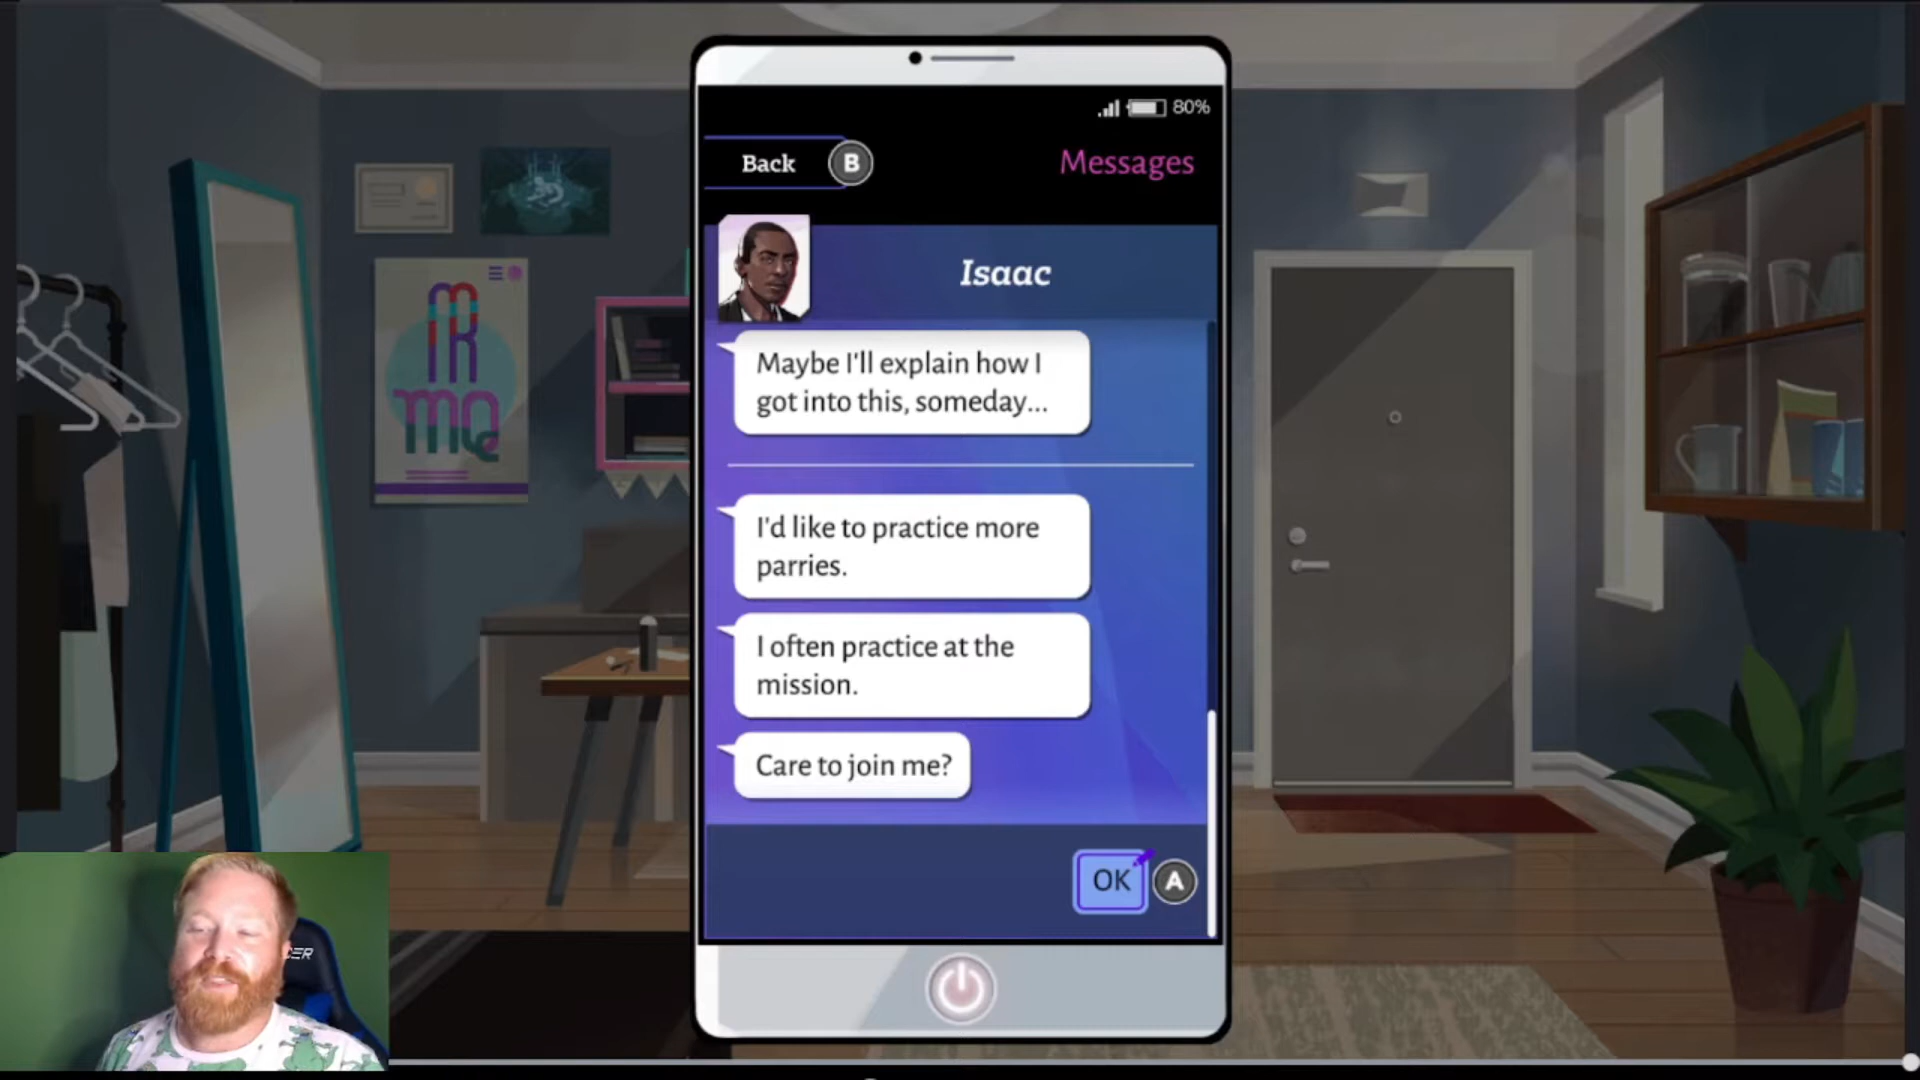 80%
Back B
Messages
Isaac
Maybe I'll explain how I
got into this, someday...
I'd like to practice more
parries.
I often practice at the
mission.
Care to join me?
OK A